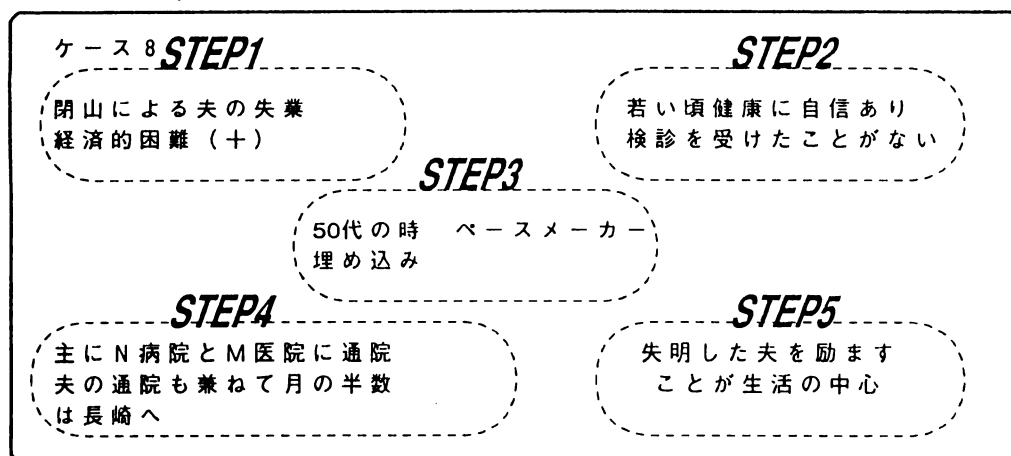 ケース8
STEP1
閉山による夫の失業
経済的困難(＋)
STEP2
若い頃健康に自信あり
検診を受けたことがない
STEP3
50代の時　ペースメーカー
埋め込み
STEP4
主にN病院とM医院に通院
夫の通院も兼ねて月の半数
は長崎へ
STEP5
失明した夫を励ます
ことが生活の中心